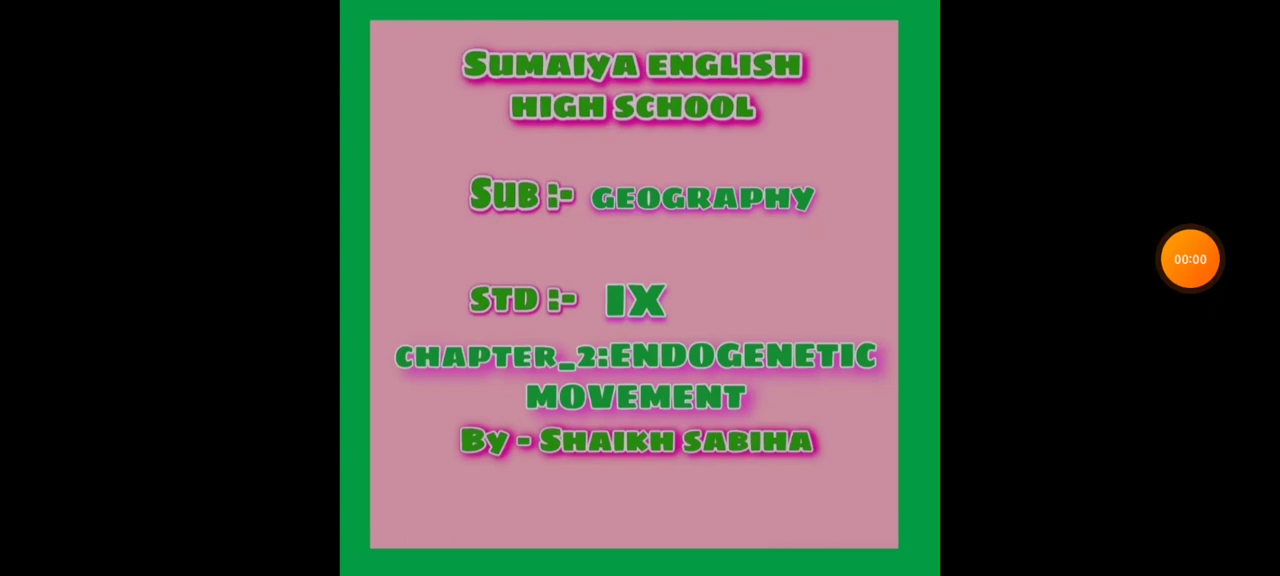 Sumaiya english
high school
Sub :- geography
std :- IX
chapter_2:ENDOGENETIC
MOVEMENT
By - Shaikh sabiha
00:00